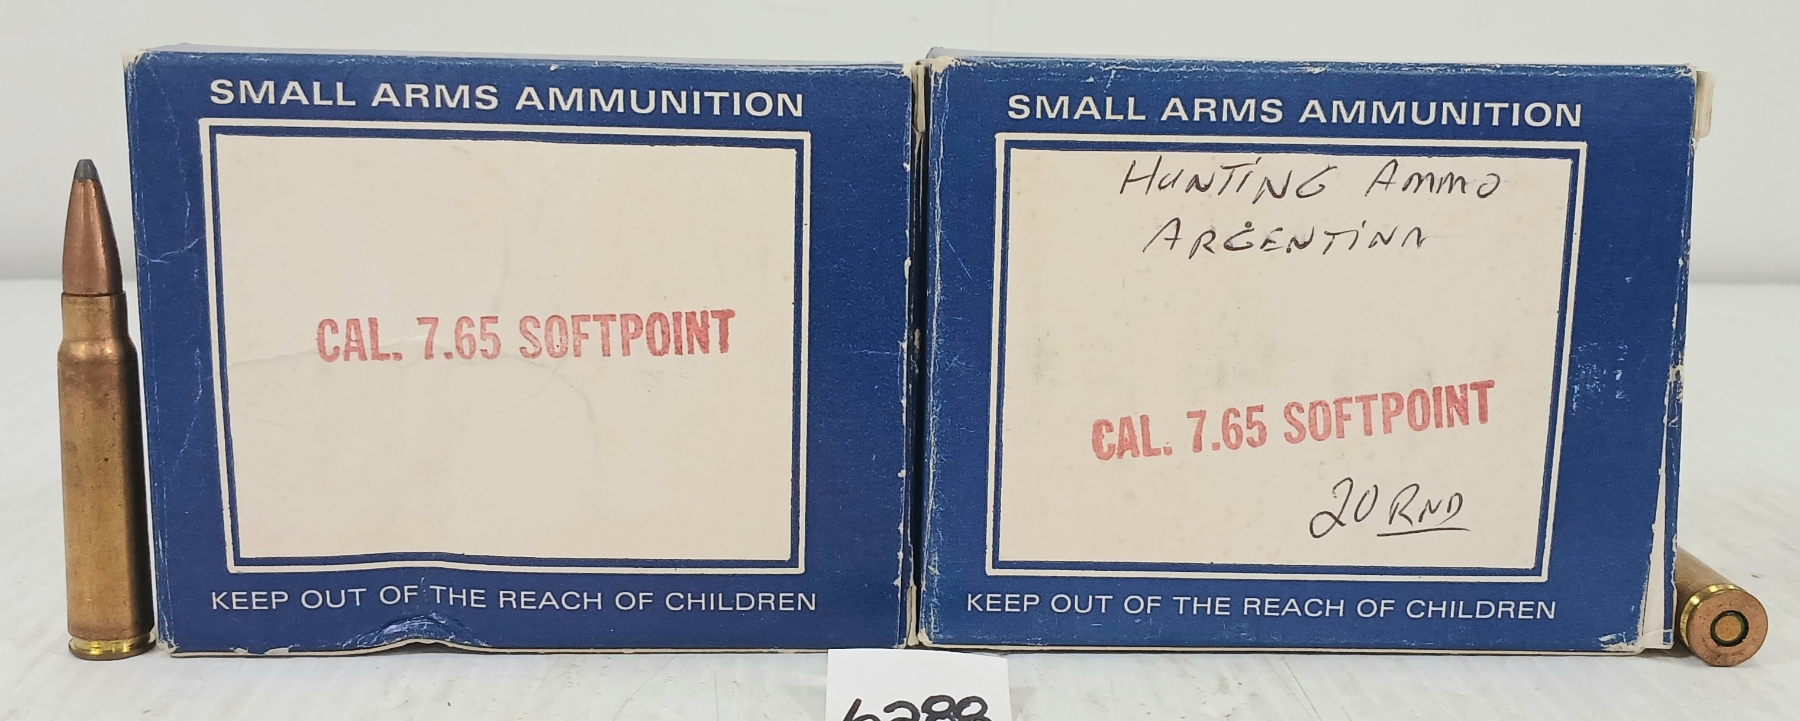 SMALL ARMS AMMUNITION
CAL. 7.65 SOFTPOINT
KEEP OUT OF THE REACH OF CHILDREN
SMALL ARMS AMMUNITION
HUNTING AMMO
ARGENTINA
CAL. 7.65 SOFTPOINT
20 RND
KEEP OUT OF THE REACH OF CHILDREN
6288